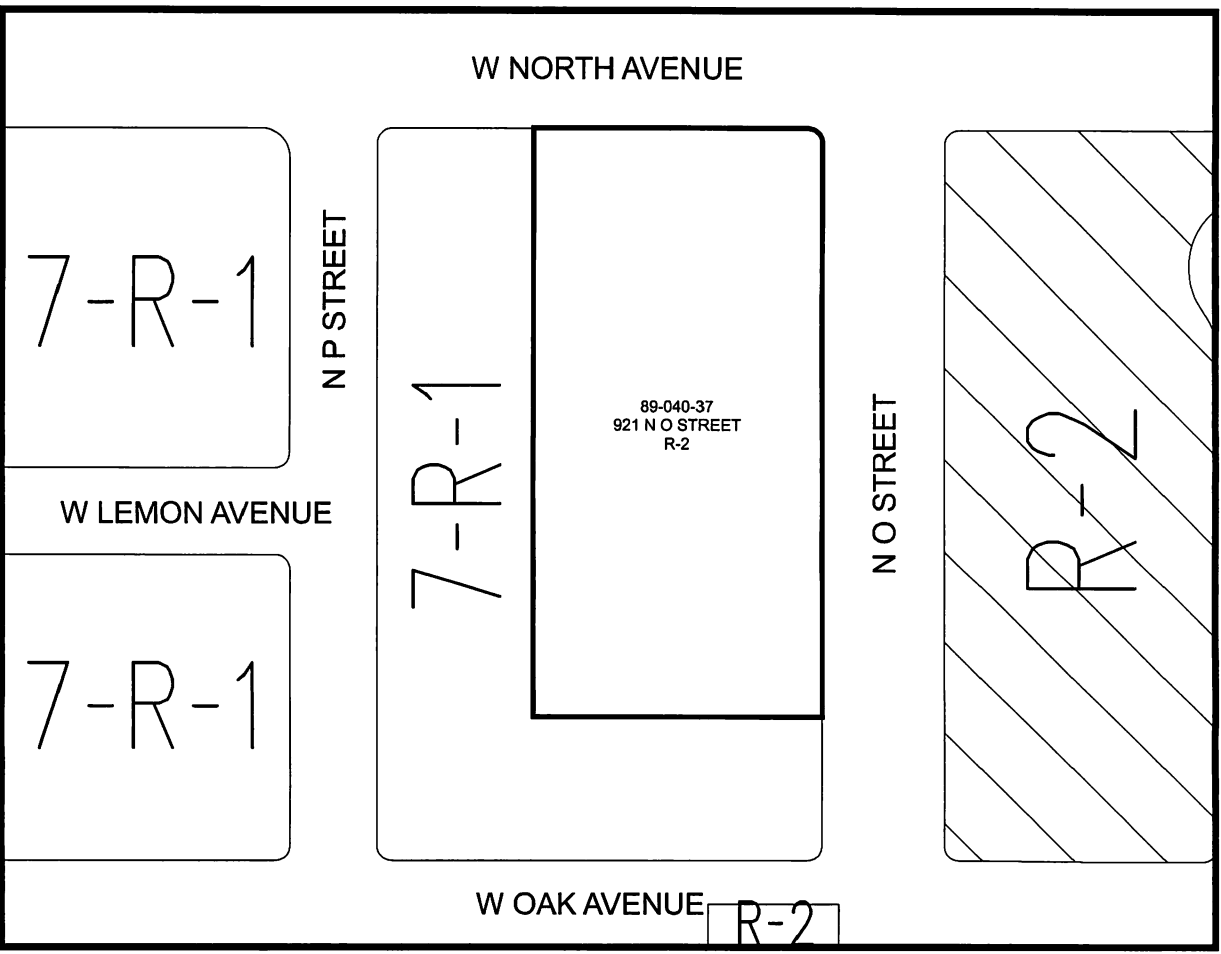 W NORTH AVENUE
7-R-1
N P STREET
7-R-1
89-040-37
921 N O STREET
R-2
N O STREET
R-2
W LEMON AVENUE
7-R-1
W OAK AVENUE
R-2